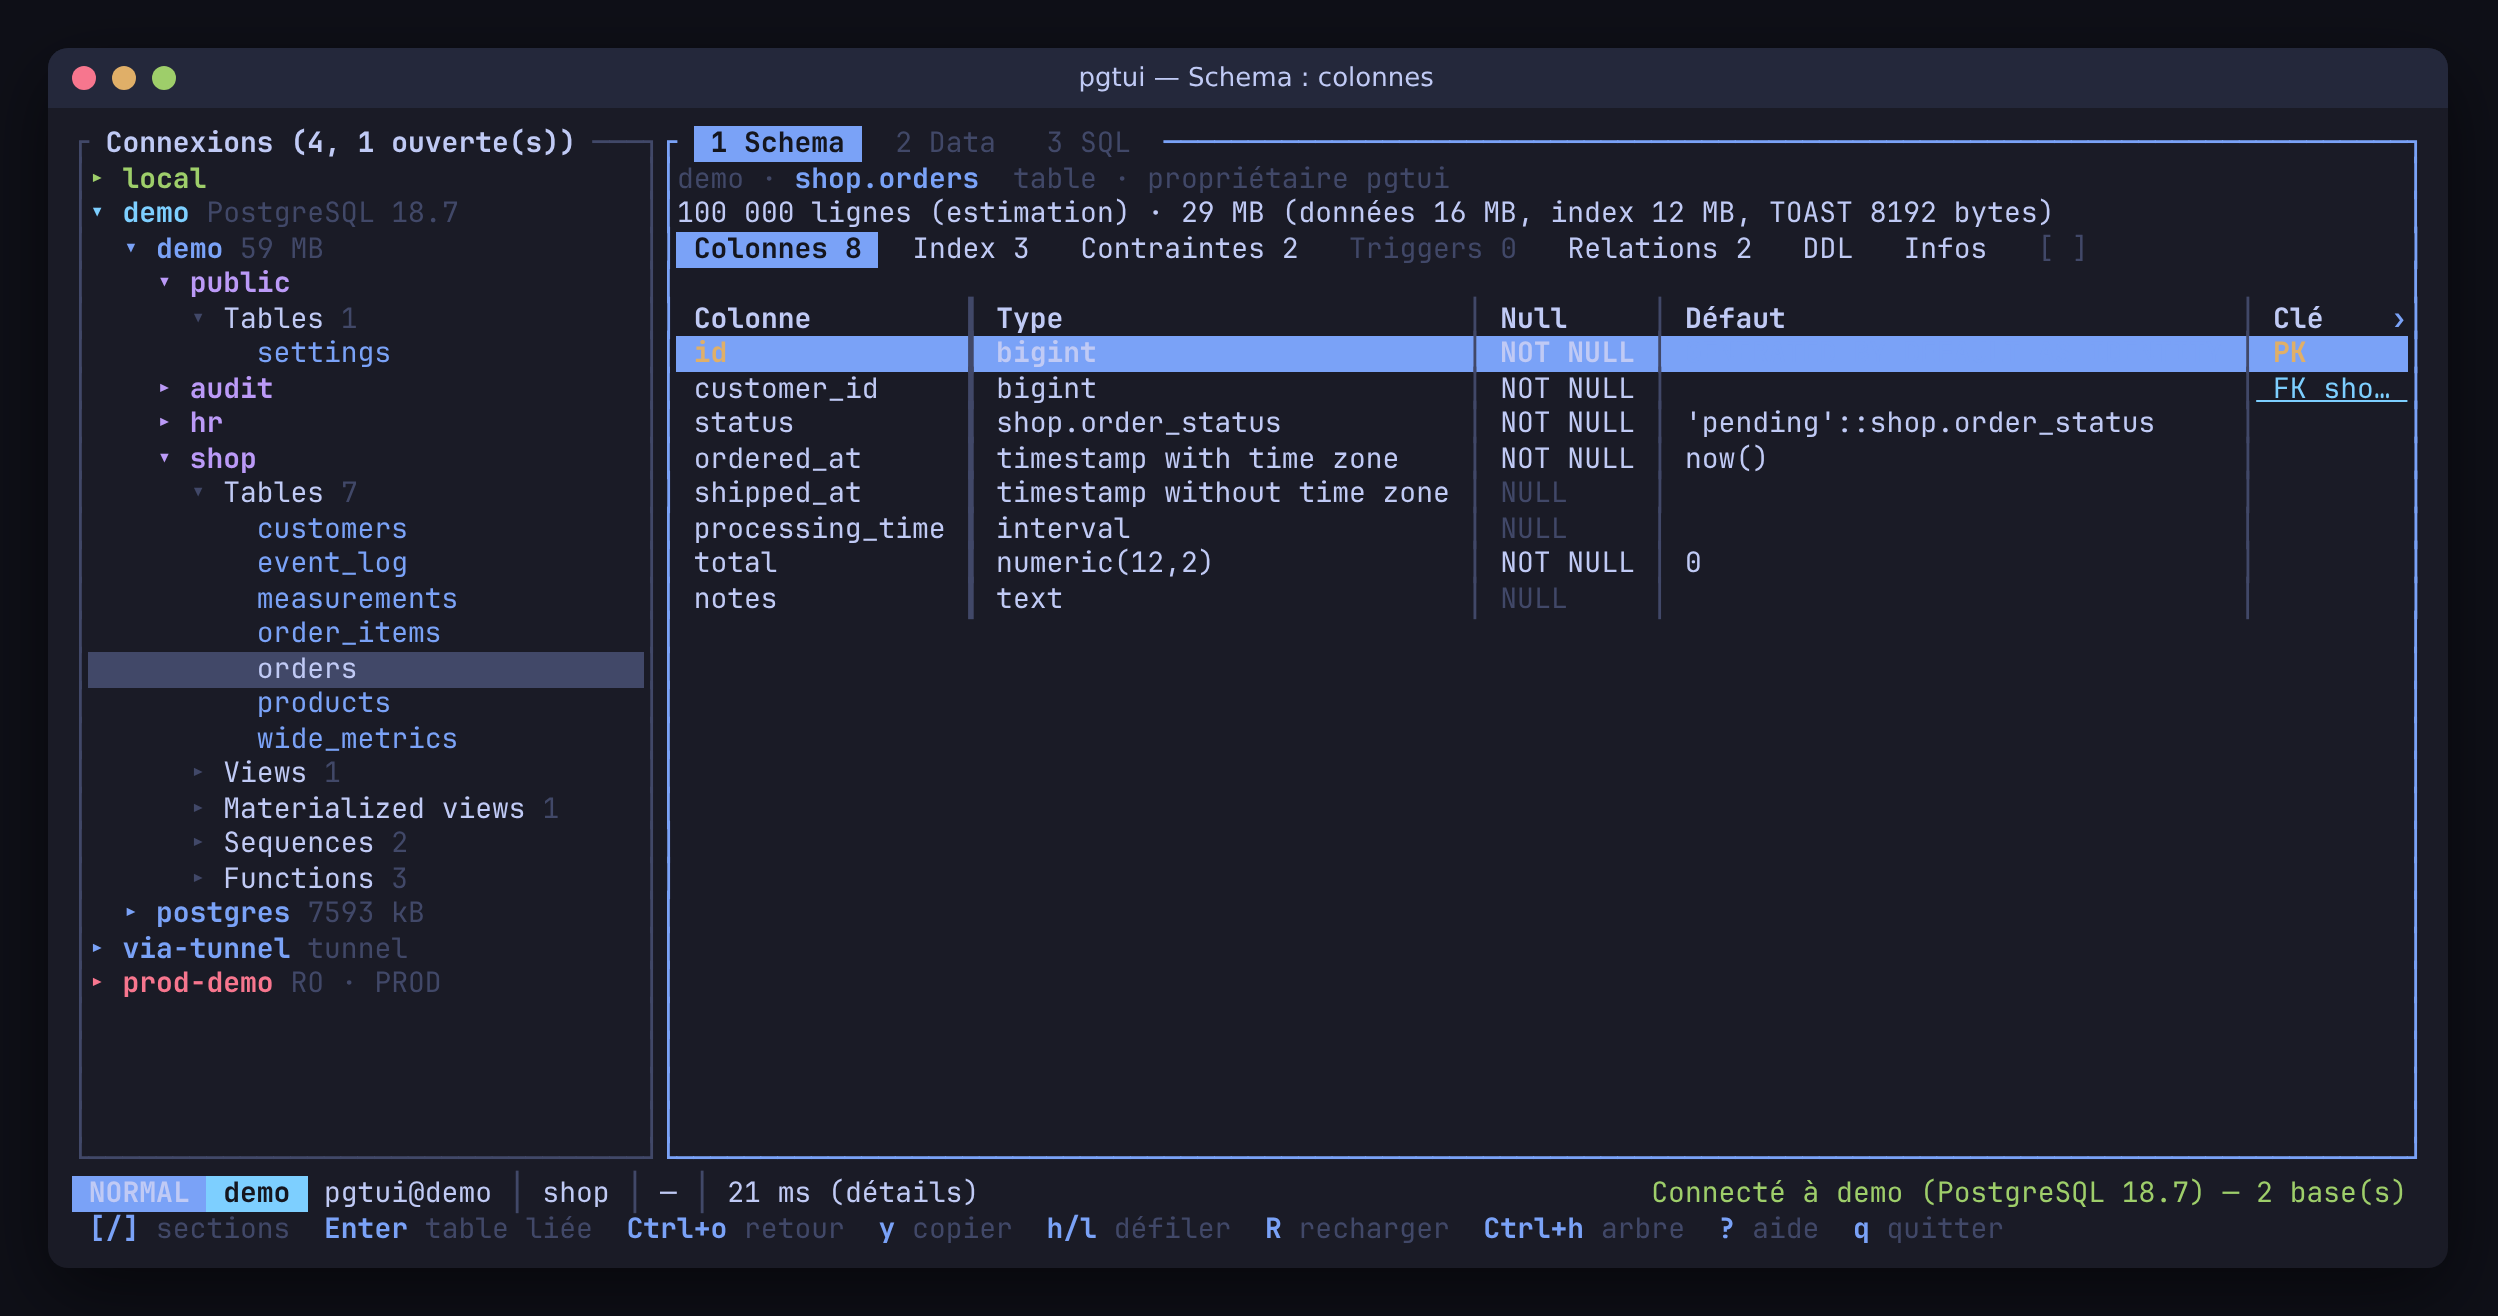 pgtui — Schema : colonnes
Connexions (4, 1 ouverte(s))
▸ local
▾ demo PostgreSQL 18.7
▾ demo 59 MB
▾ public
▾ Tables 1
settings
▸ audit
▸ hr
▾ shop
▾ Tables 7
customers
event_log
measurements
order_items
orders
products
wide_metrics
▸ Views 1
▸ Materialized views 1
▸ Sequences 2
▸ Functions 3
▸ postgres 7593 kB
▸ via-tunnel tunnel
▸ prod-demo RO · PROD
1 Schema 2 Data 3 SQL
demo · shop.orders table · propriétaire pgtui
100 000 lignes (estimation) · 29 MB (données 16 MB, index 12 MB, TOAST 8192 bytes)
Colonnes 8 Index 3 Contraintes 2 Triggers 0 Relations 2 DDL Infos [ ]
Colonne Type Null Défaut Clé ›
id bigint NOT NULL PK
customer_id bigint NOT NULL FK sho…
status shop.order_status NOT NULL 'pending'::shop.order_status
ordered_at timestamp with time zone NOT NULL now()
shipped_at timestamp without time zone NULL
processing_time interval NULL
total numeric(12,2) NOT NULL 0
notes text NULL
NORMAL demo pgtui@demo │ shop │ — │ 21 ms (détails) Connecté à demo (PostgreSQL 18.7) — 2 base(s)
[/] sections Enter table liée Ctrl+o retour y copier h/l défiler R recharger Ctrl+h arbre ? aide q quitter